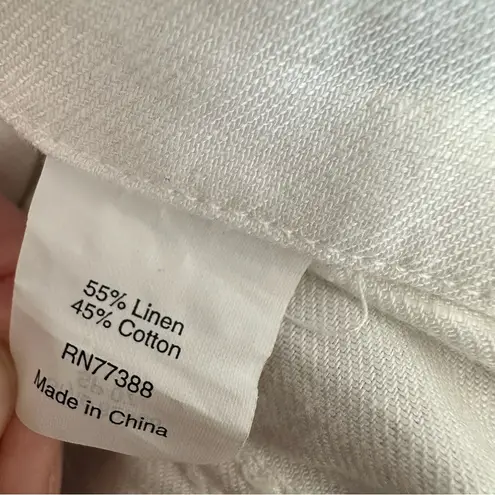 55% Linen
45% Cotton
RN77388
Made in China